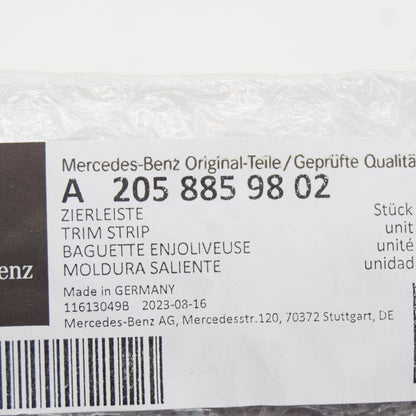 Mercedes-Benz Original-Teile/Geprüfte Qualitä
A 205 885 98 02
ZIERLEISTE Stück
TRIM STRIP unit
BAGUETTE ENJOLIVEUSE unité
MOLDURA SALIENTE unidad
enz
Made in GERMANY
11613049B 2023-08-16
Mercedes-Benz AG, Mercedesstr.120, 70372 Stuttgart, DE